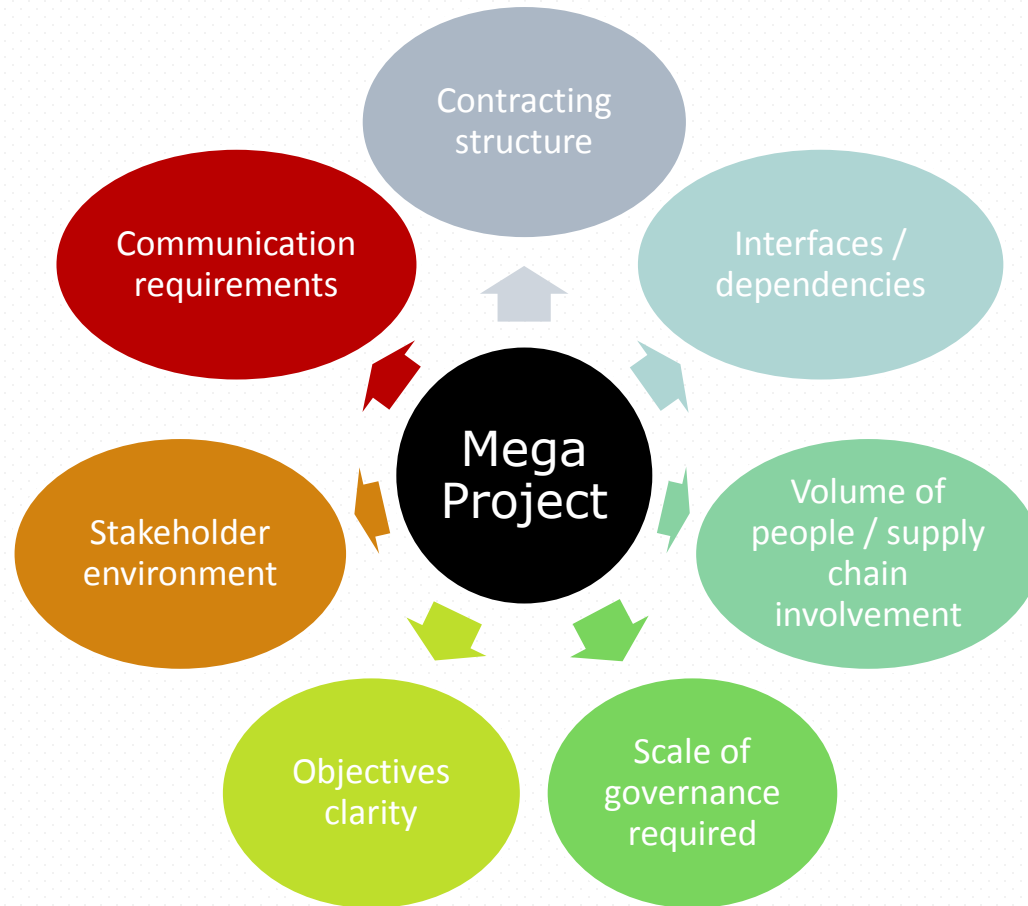 Contracting
structure
Communication
requirements
Interfaces /
dependencies
Mega
Project
Stakeholder
environment
Volume of
people / supply
chain
involvement
Objectives
clarity
Scale of
governance
required